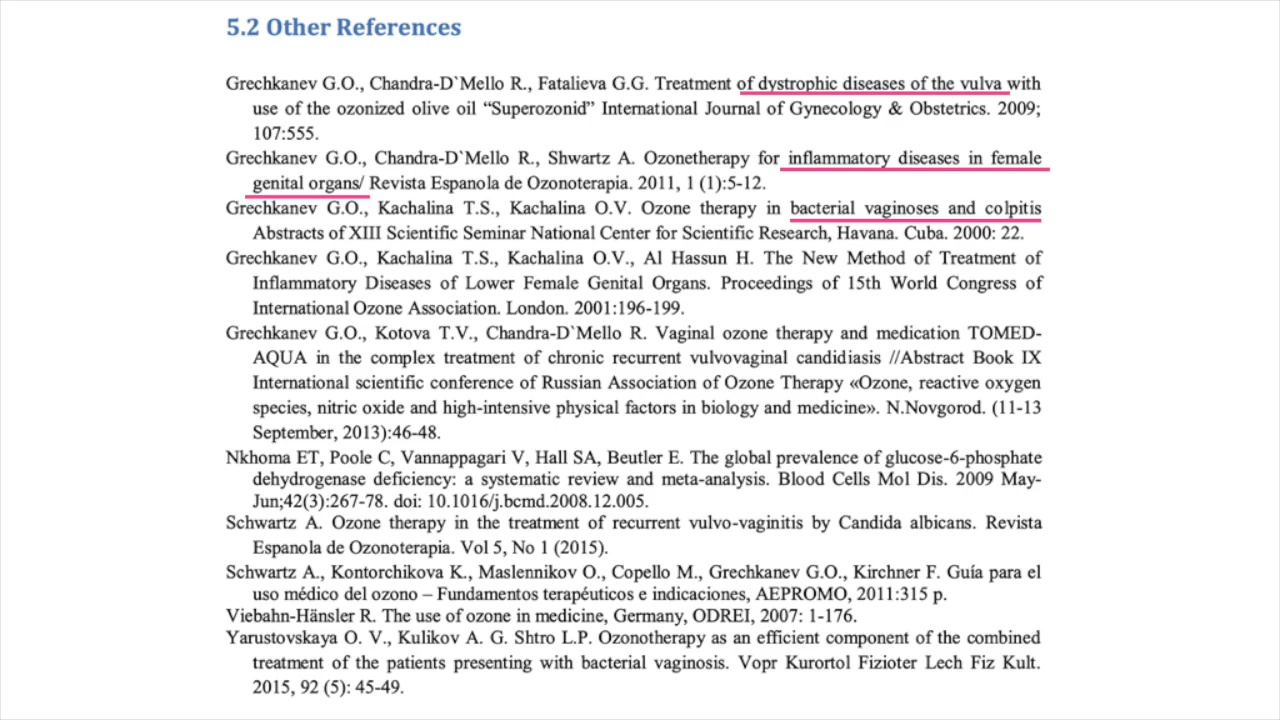 5.2 Other References
Grechkanev G.O., Chandra-D`Mello R., Fatalieva G.G. Treatment of dystrophic diseases of the vulva with
use of the ozonized olive oil “Superozonid” International Journal of Gynecology & Obstetrics. 2009;
107:555.
Grechkanev G.O., Chandra-D`Mello R., Shwartz A. Ozonetherapy for inflammatory diseases in female
genital organs/ Revista Espanola de Ozonoterapia. 2011, 1 (1):5-12.
Grechkanev G.O., Kachalina T.S., Kachalina O.V. Ozone therapy in bacterial vaginoses and colpitis
Abstracts of XIII Scientific Seminar National Center for Scientific Research, Havana. Cuba. 2000: 22.
Grechkanev G.O., Kachalina T.S., Kachalina O.V., Al Hassun H. The New Method of Treatment of
Inflammatory Diseases of Lower Female Genital Organs. Proceedings of 15th World Congress of
International Ozone Association. London. 2001:196-199.
Grechkanev G.O., Kotova T.V., Chandra-D`Mello R. Vaginal ozone therapy and medication TOMED-
AQUA in the complex treatment of chronic recurrent vulvovaginal candidiasis //Abstract Book IX
International scientific conference of Russian Association of Ozone Therapy «Ozone, reactive oxygen
species, nitric oxide and high-intensive physical factors in biology and medicine». N.Novgorod. (11-13
September, 2013):46-48.
Nkhoma ET, Poole C, Vannappagari V, Hall SA, Beutler E. The global prevalence of glucose-6-phosphate
dehydrogenase deficiency: a systematic review and meta-analysis. Blood Cells Mol Dis. 2009 May-
Jun;42(3):267-78. doi: 10.1016/j.bcmd.2008.12.005.
Schwartz A. Ozone therapy in the treatment of recurrent vulvo-vaginitis by Candida albicans. Revista
Espanola de Ozonoterapia. Vol 5, No 1 (2015).
Schwartz A., Kontorchikova K., Maslennikov O., Copello M., Grechkanev G.O., Kirchner F. Guía para el
uso médico del ozono – Fundamentos terapéuticos e indicaciones, AEPROMO, 2011:315 p.
Viebahn-Hänsler R. The use of ozone in medicine, Germany, ODREI, 2007: 1-176.
Yarustovskaya O. V., Kulikov A. G. Shtro L.P. Ozonotherapy as an efficient component of the combined
treatment of the patients presenting with bacterial vaginosis. Vopr Kurortol Fizioter Lech Fiz Kult.
2015, 92 (5): 45-49.